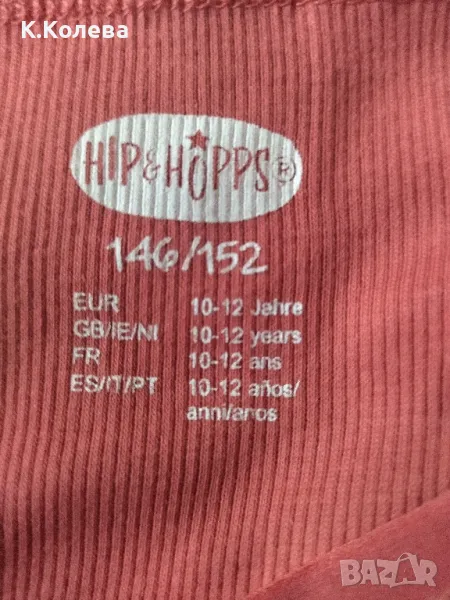 К.Колева
HIP & HOPPS®
146/152
EUR 10-12 Jahre
GB/IE/NI 10-12 years
FR 10-12 ans
ES/IT/PT 10-12 años/
anni/anos
BAZAR